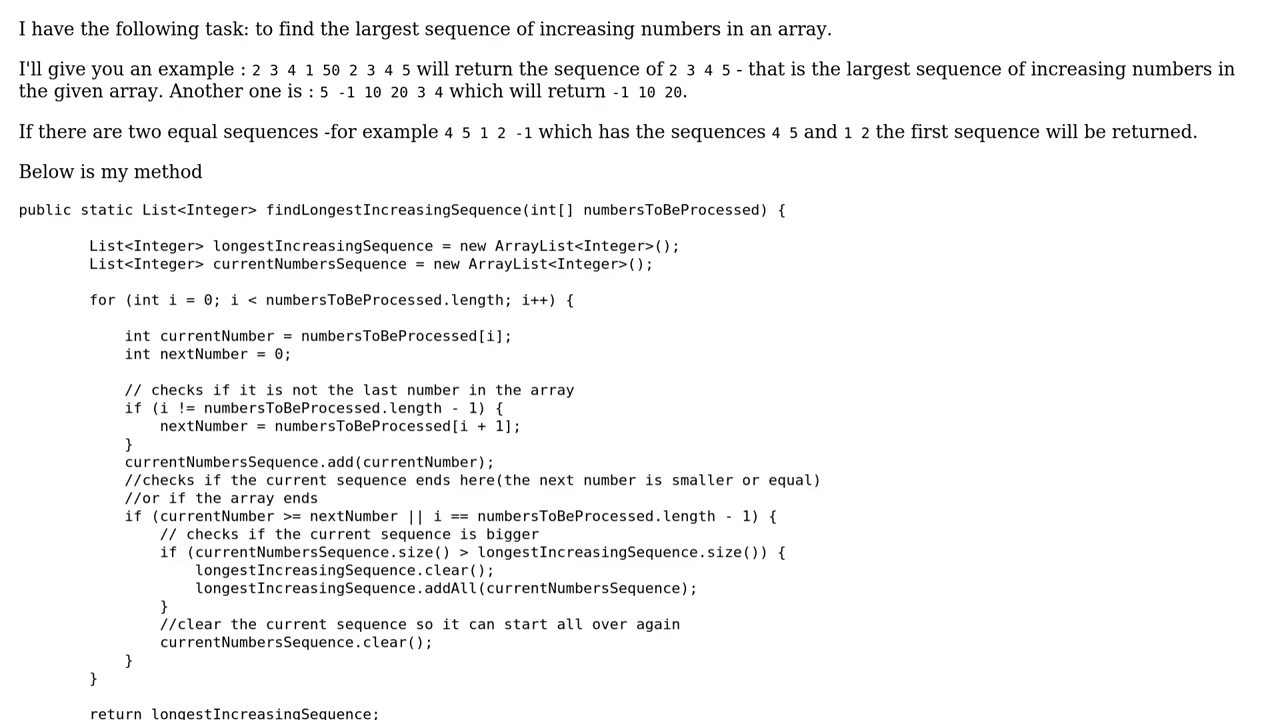 I have the following task: to find the largest sequence of increasing numbers in an array.
I'll give you an example : 2 3 4 1 50 2 3 4 5 will return the sequence of 2 3 4 5 - that is the largest sequence of increasing numbers in
the given array. Another one is : 5 -1 10 20 3 4 which will return -1 10 20.
If there are two equal sequences -for example 4 5 1 2 -1 which has the sequences 4 5 and 1 2 the first sequence will be returned.
Below is my method
public static List<Integer> findLongestIncreasingSequence(int[] numbersToBeProcessed) {
        List<Integer> longestIncreasingSequence = new ArrayList<Integer>();
        List<Integer> currentNumbersSequence = new ArrayList<Integer>();
        for (int i = 0; i < numbersToBeProcessed.length; i++) {
            int currentNumber = numbersToBeProcessed[i];
            int nextNumber = 0;
            // checks if it is not the last number in the array
            if (i != numbersToBeProcessed.length - 1) {
                nextNumber = numbersToBeProcessed[i + 1];
            }
            currentNumbersSequence.add(currentNumber);
            //checks if the current sequence ends here(the next number is smaller or equal)
            //or if the array ends
            if (currentNumber >= nextNumber || i == numbersToBeProcessed.length - 1) {
                // checks if the current sequence is bigger
                if (currentNumbersSequence.size() > longestIncreasingSequence.size()) {
                    longestIncreasingSequence.clear();
                    longestIncreasingSequence.addAll(currentNumbersSequence);
                }
                //clear the current sequence so it can start all over again
                currentNumbersSequence.clear();
            }
        }
        return longestIncreasingSequence;